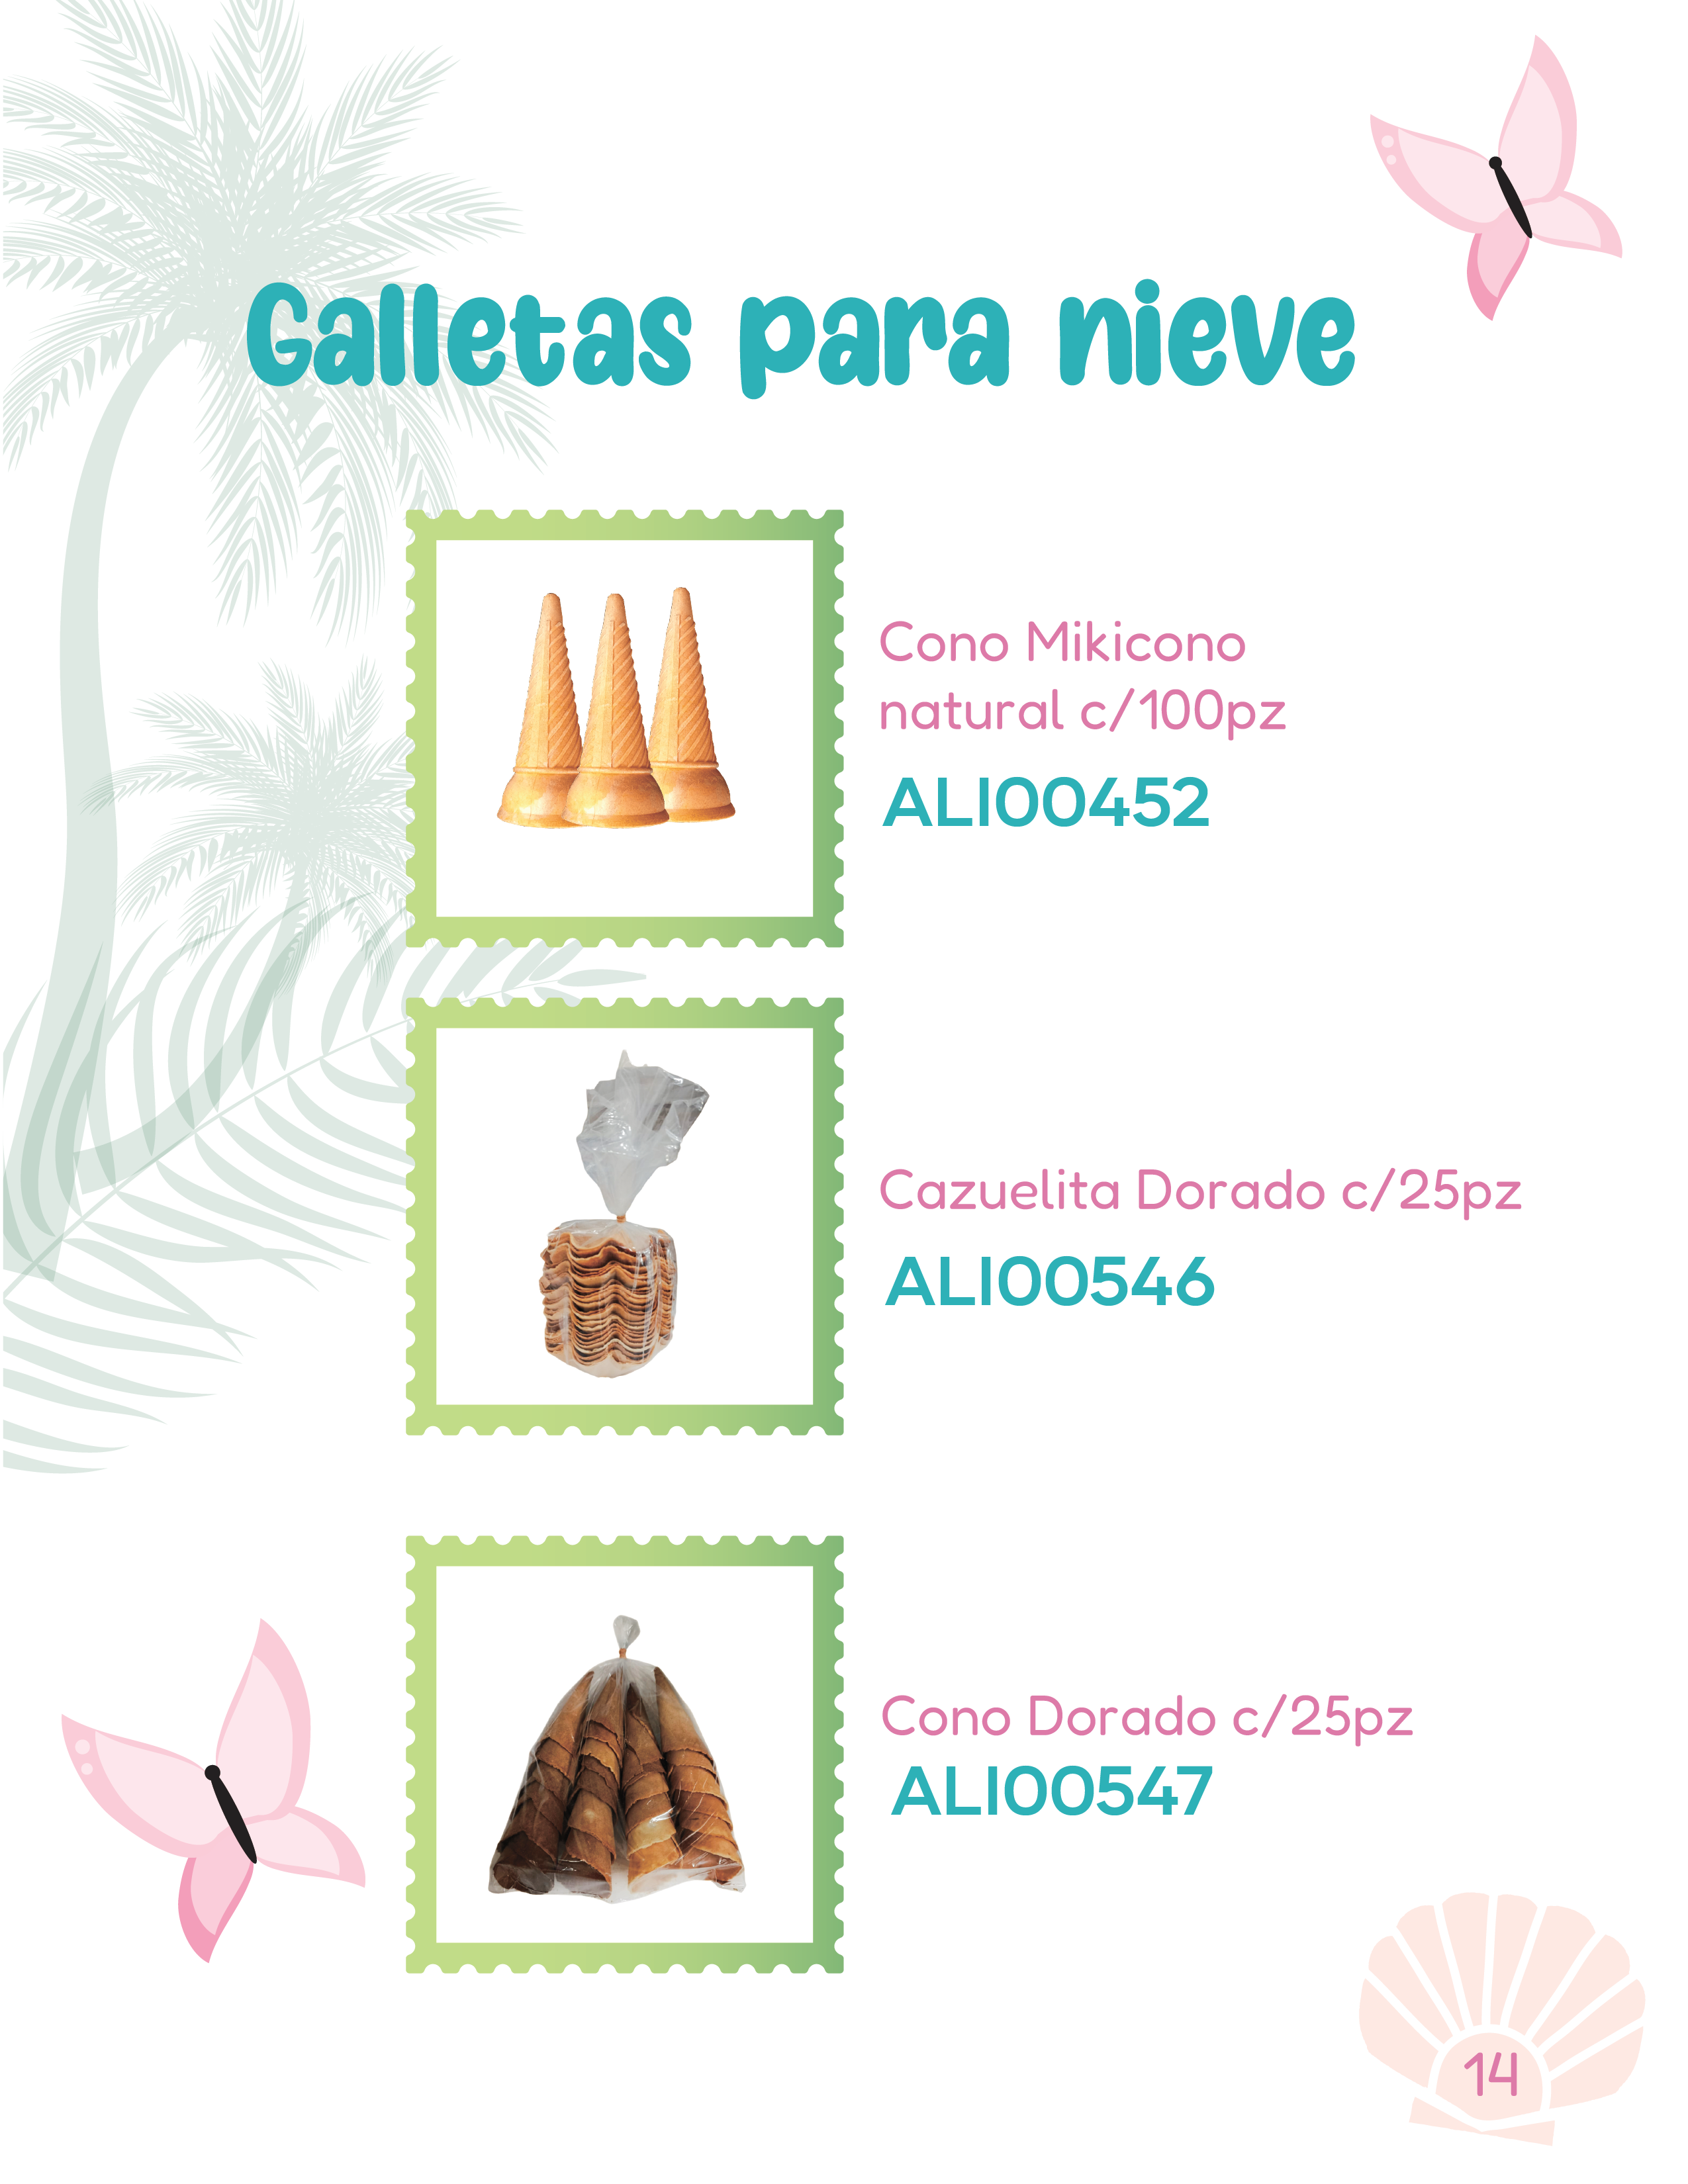 Galletas para nieve
Cono Mikicono
natural c/100pz
ALI00452
Cazuelita Dorado c/25pz
ALI00546
Cono Dorado c/25pz
ALI00547
14